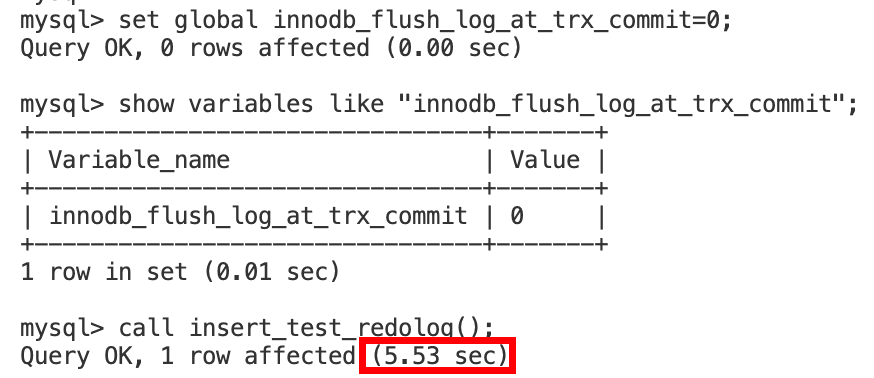 mysql> set global innodb_flush_log_at_trx_commit=0;
Query OK, 0 rows affected (0.00 sec)
mysql> show variables like "innodb_flush_log_at_trx_commit";
+--------------------------------+-------+
| Variable_name                  | Value |
+--------------------------------+-------+
| innodb_flush_log_at_trx_commit | 0     |
+--------------------------------+-------+
1 row in set (0.01 sec)
mysql> call insert_test_redolog();
Query OK, 1 row affected (5.53 sec)